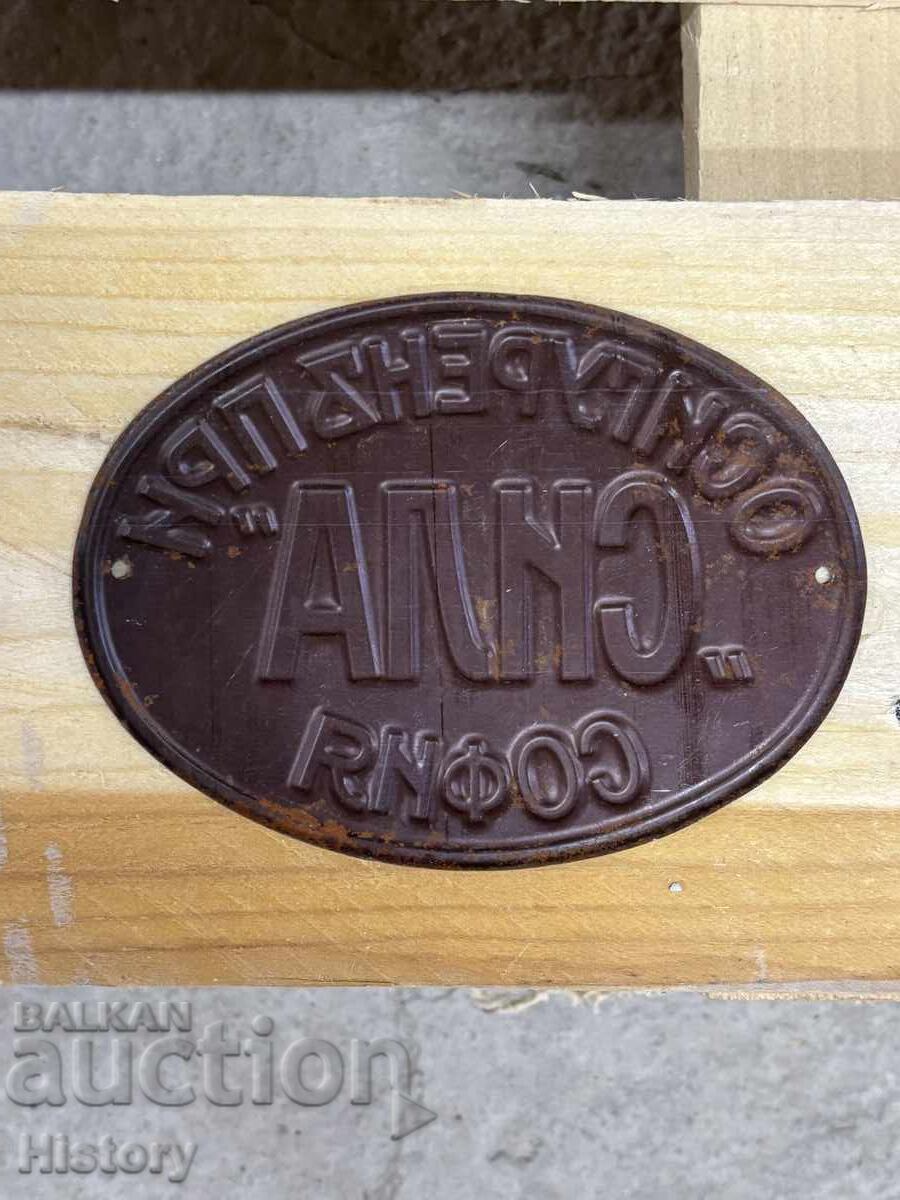 ОСИГУРЕНЪ ПРИ
„СИЛА“
СОФИЯ
BALKAN
auction
History